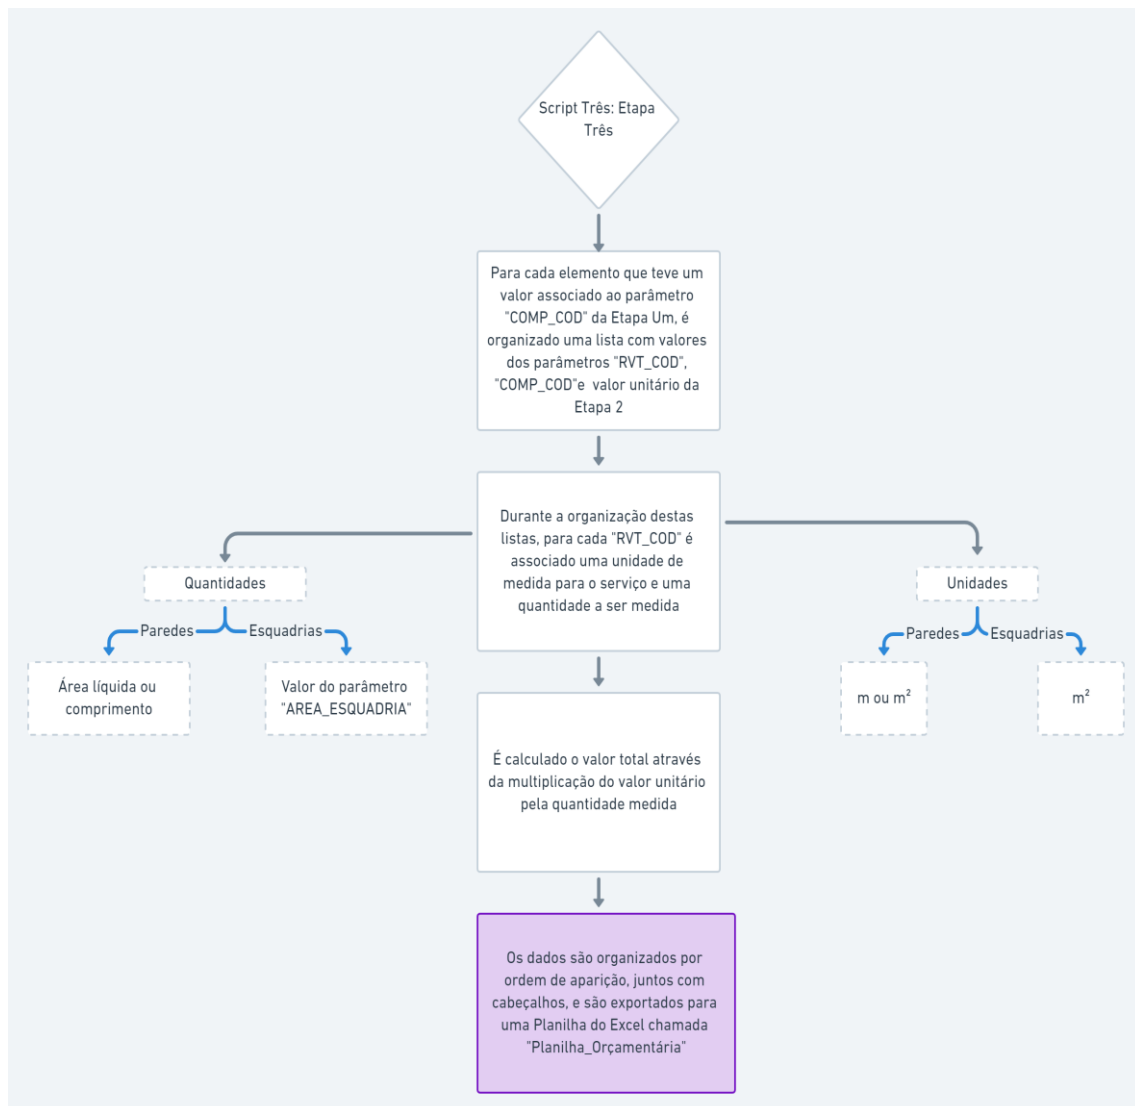 Script Três: Etapa
Três
Para cada elemento que teve um
valor associado ao parâmetro
"COMP_COD" da Etapa Um, é
organizado uma lista com valores
dos parâmetros "RVT_COD",
"COMP_COD"e  valor unitário da
Etapa 2
Durante a organização destas
listas, para cada "RVT_COD" é
associado uma unidade de
medida para o serviço e uma
quantidade a ser medida
Quantidades
Paredes
Esquadrias
Área líquida ou
comprimento
Valor do parâmetro
"AREA_ESQUADRIA"
Unidades
Paredes
Esquadrias
m ou m²
m²
É calculado o valor total através
da multiplicação do valor unitário
pela quantidade medida
Os dados são organizados por
ordem de aparição, juntos com
cabeçalhos, e são exportados para
uma Planilha do Excel chamada
"Planilha_Orçamentária"